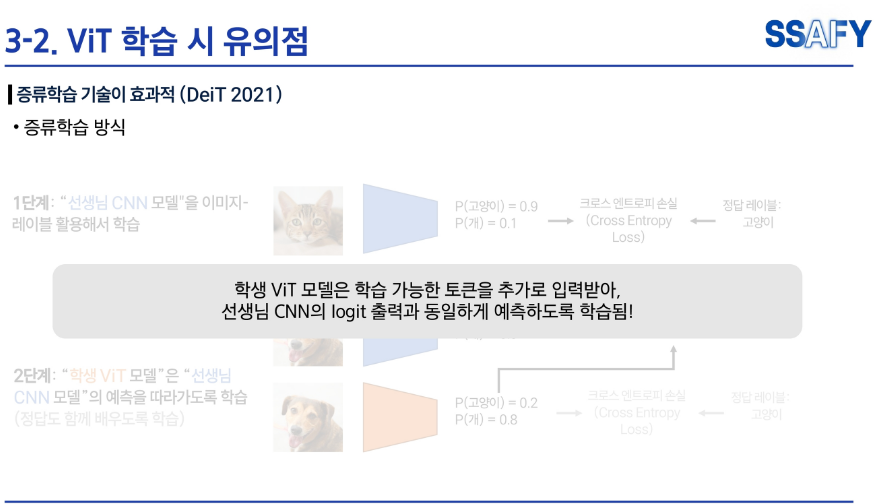 3-2. ViT 학습 시 유의점
SSAFY
증류학습 기술이 효과적 (DeiT 2021)
• 증류학습 방식
1단계: “선생님 CNN 모델"을 이미지-
레이블 활용해서 학습
P(고양이) = 0.9
P(개) = 0.1
크로스 엔트로피 손실
(Cross Entropy
Loss)
정답 레이블:
고양이
학생 ViT 모델은 학습 가능한 토큰을 추가로 입력받아,
선생님 CNN의 logit 출력과 동일하게 예측하도록 학습됨!
2단계: “학생 ViT 모델”은 “선생님
CNN 모델”의 예측을 따라가도록 학습
(정답도 함께 배우도록 학습)
P(고양이) = 0.2
P(개) = 0.8
크로스 엔트로피 손실
(Cross Entropy
Loss)
정답 레이블:
고양이